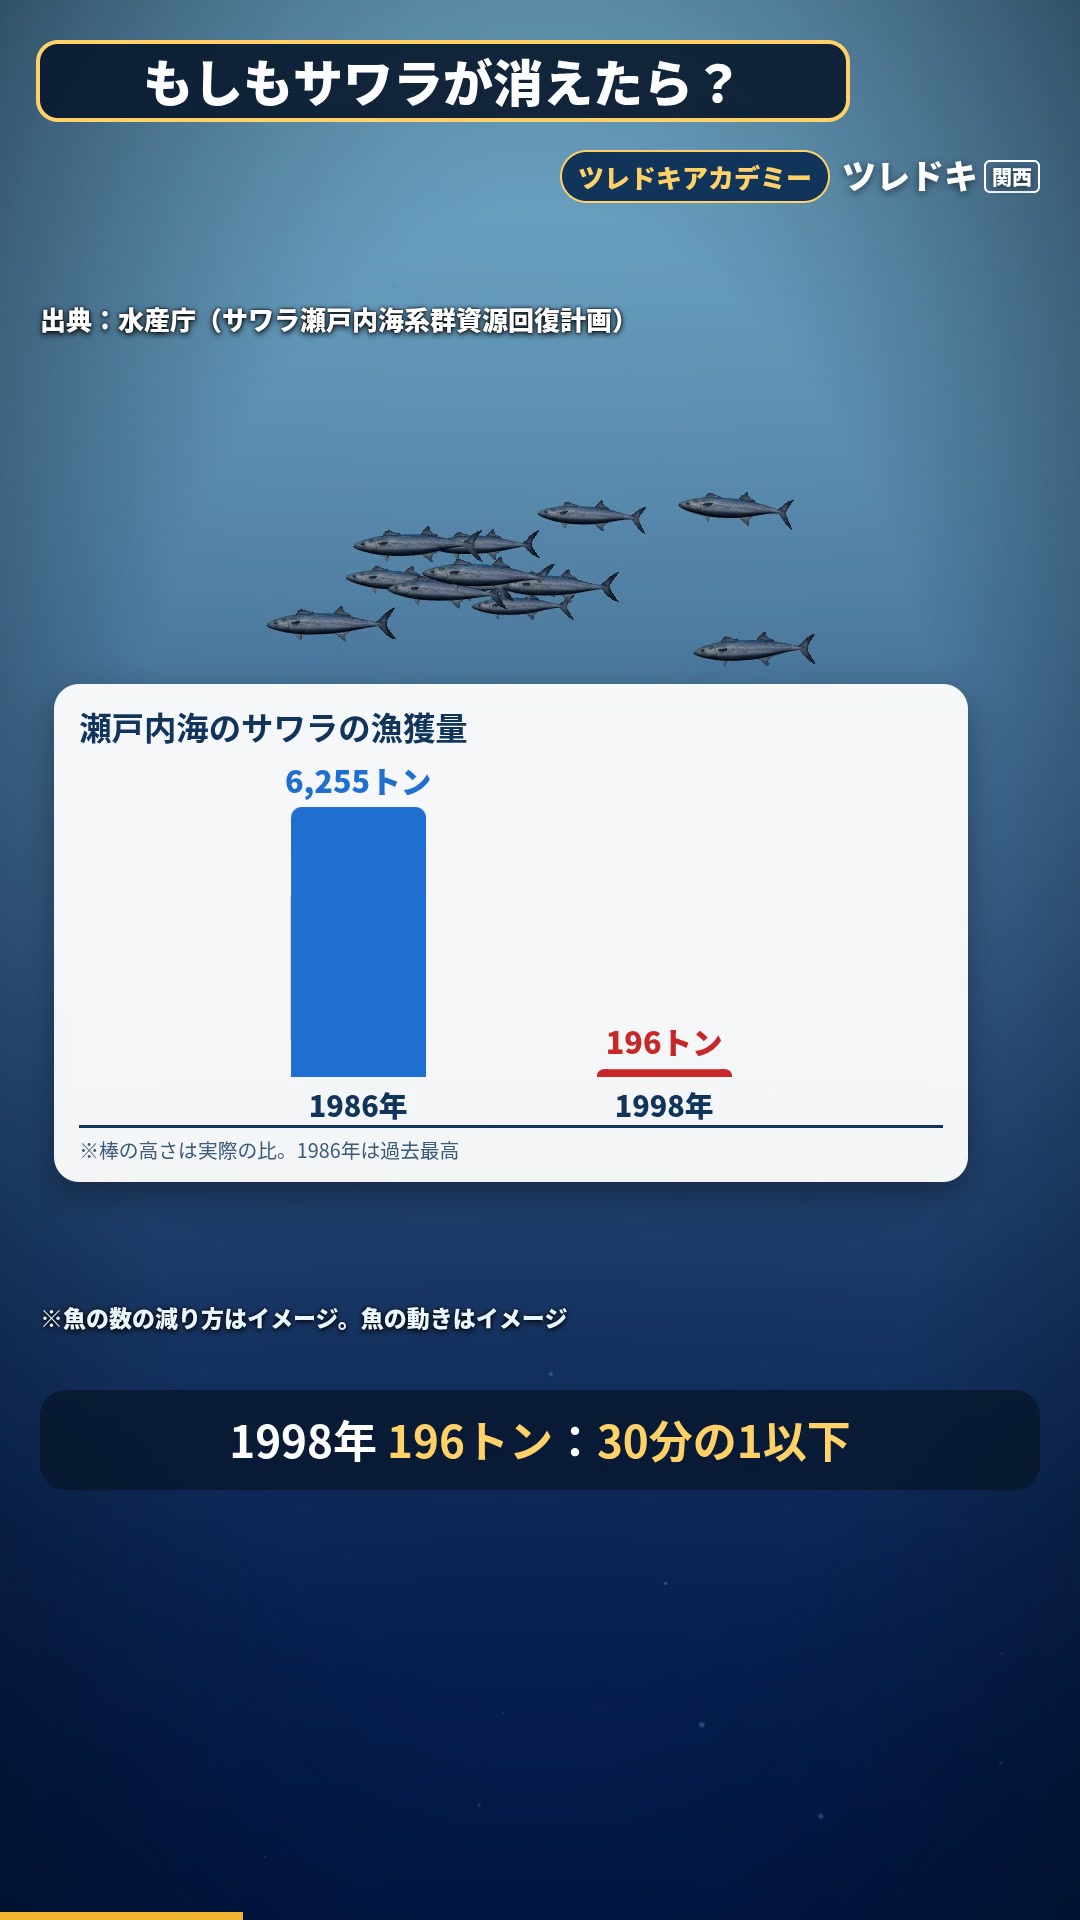 もしもサワラが消えたら？
ツレドキアカデミー ツレドキ 関西
出典：水産庁（サワラ瀬戸内海系群資源回復計画）
瀬戸内海のサワラの漁獲量
6,255トン
196トン
1986年 1998年
※棒の高さは実際の比。1986年は過去最高
※魚の数の減り方はイメージ。魚の動きはイメージ
1998年 196トン：30分の1以下